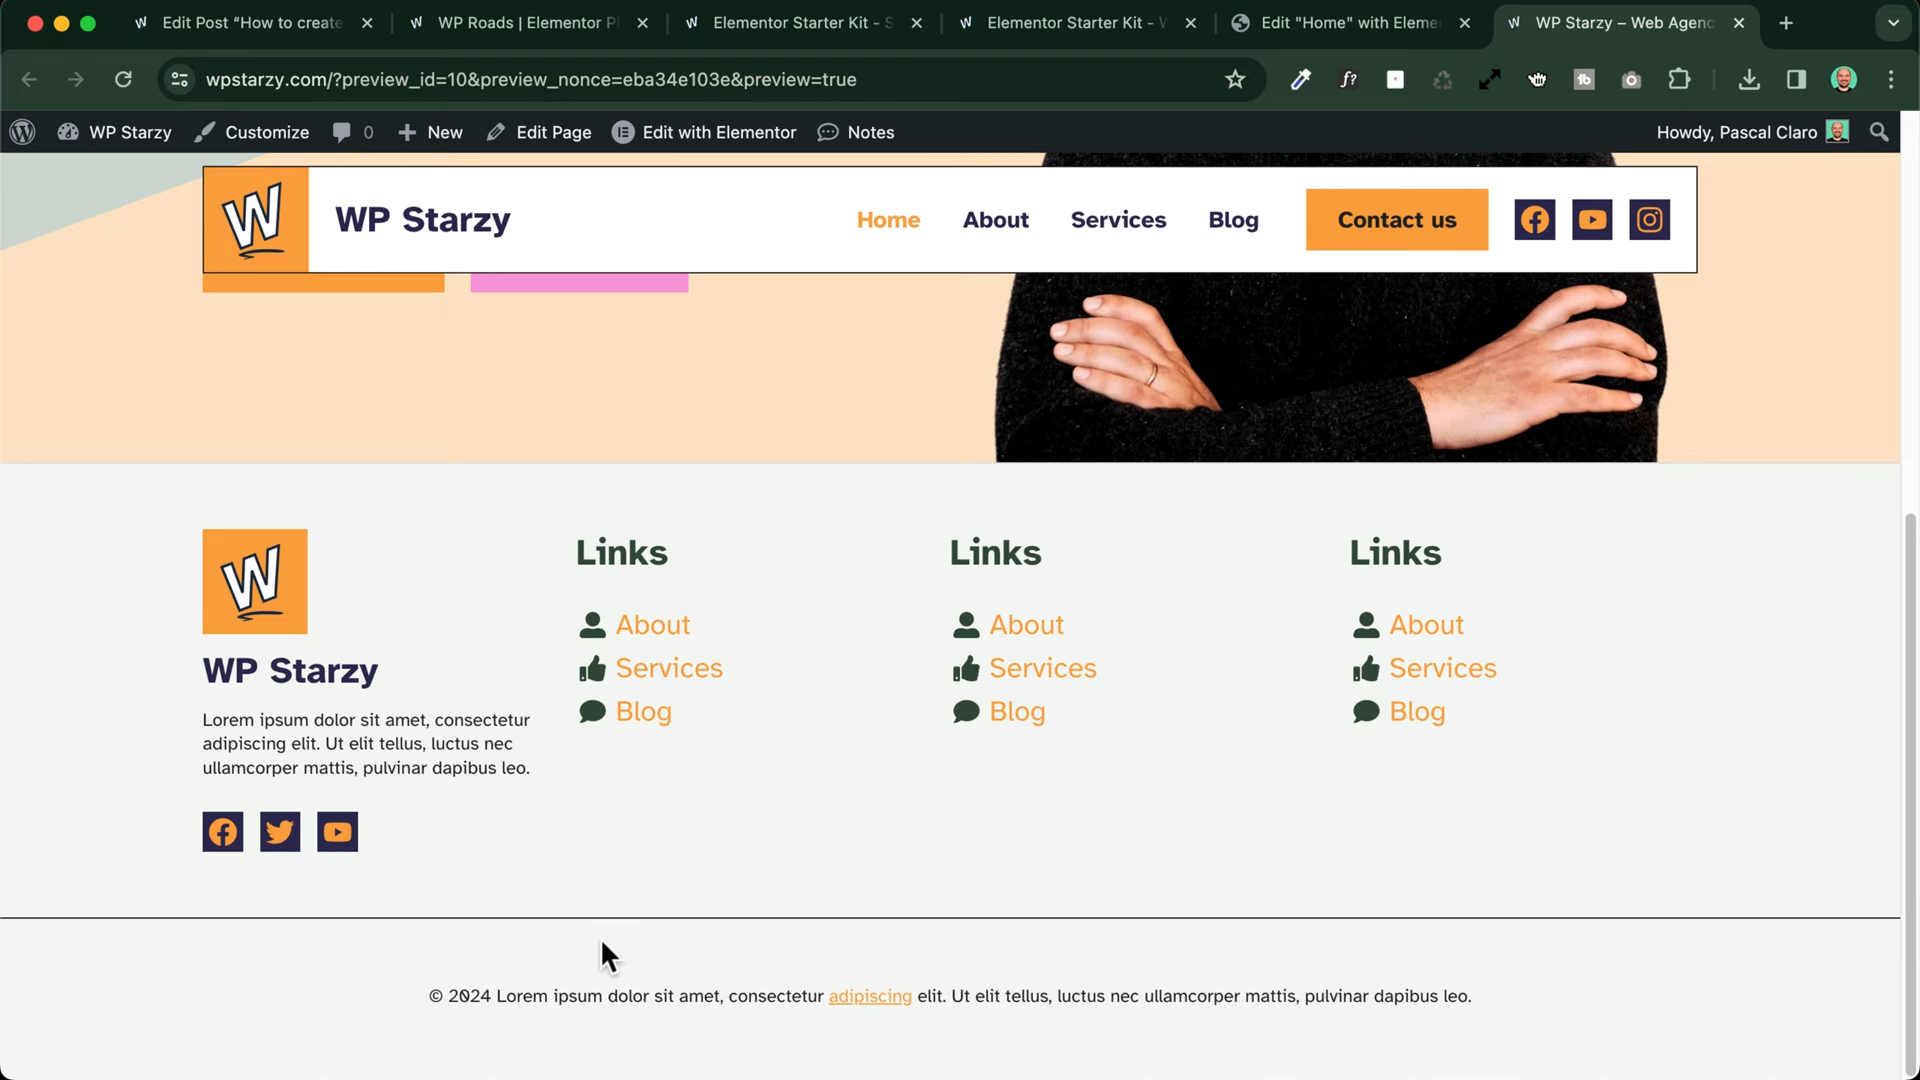 Edit Post “How to create
WP Roads | Elementor P
Elementor Starter Kit - S
Elementor Starter Kit - W
Edit "Home" with Eleme
WP Starzy – Web Agenc
wpstarzy.com/?preview_id=10&preview_nonce=eba34e103e&preview=true
f?
tb
WP Starzy
Customize
0
New
Edit Page
Edit with Elementor
Notes
Howdy, Pascal Claro
W
WP Starzy
Home
About
Services
Blog
Contact us
W
WP Starzy
Lorem ipsum dolor sit amet, consectetur
adipiscing elit. Ut elit tellus, luctus nec
ullamcorper mattis, pulvinar dapibus leo.
Links
About
Services
Blog
Links
About
Services
Blog
Links
About
Services
Blog
© 2024 Lorem ipsum dolor sit amet, consectetur adipiscing elit. Ut elit tellus, luctus nec ullamcorper mattis, pulvinar dapibus leo.